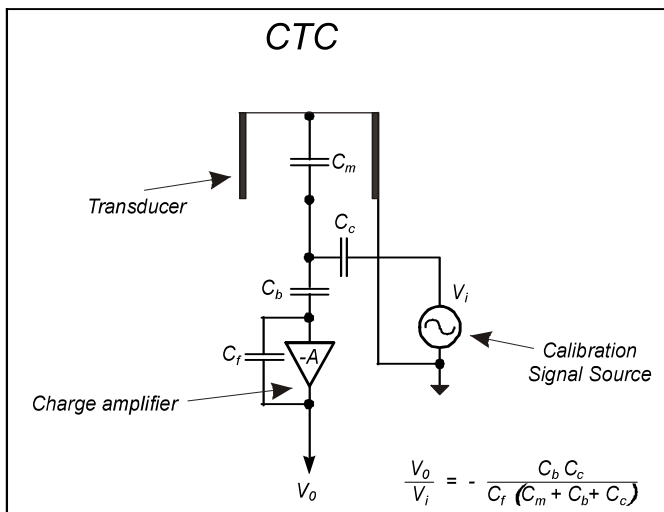 CTC
C_m
Transducer
C_c
C_b
V_i
C_f
-A
Calibration
Signal Source
Charge amplifier
V_0
V_0 / V_i = - C_b C_c / C_f (C_m + C_b + C_c)